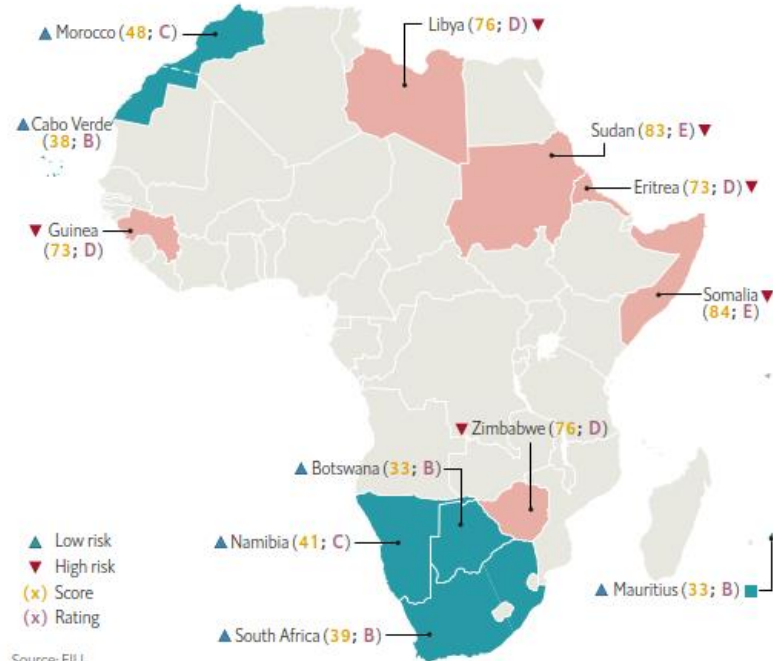 ▲ Morocco (48; C)
Libya (76; D) ▼
▲ Cabo Verde
(38; B)
Sudan (83; E) ▼
Eritrea (73; D) ▼
▼ Guinea
(73; D)
Somalia ▼
(84; E)
▼ Zimbabwe (76; D)
▲ Botswana (33; B)
▲ Namibia (41; C)
▲ Mauritius (33; B)
▲ South Africa (39; B)
▲ Low risk
▼ High risk
(x) Score
(x) Rating
Source: EIU